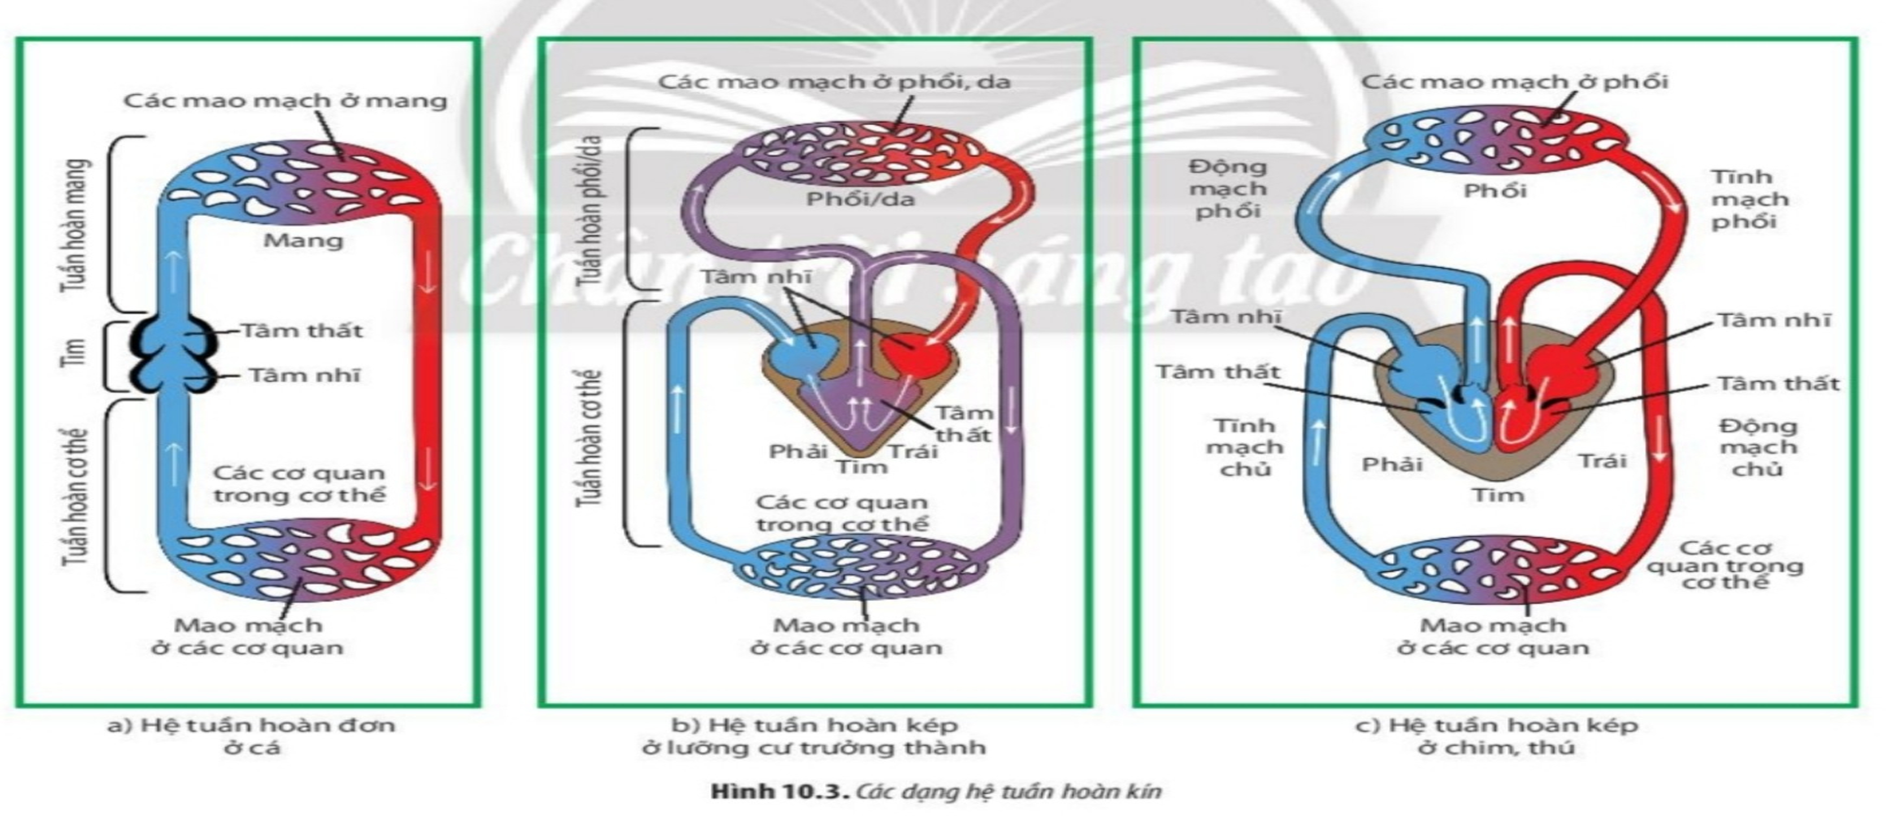 Chân trời sáng tạo
Các mao mạch ở mang
Tuần hoàn mang
Mang
Tâm thất
Tim
Tâm nhĩ
Tuần hoàn cơ thể
Các cơ quan
trong cơ thể
Mao mạch
ở các cơ quan
a) Hệ tuần hoàn đơn
ở cá
Các mao mạch ở phổi, da
Tuần hoàn phổi/da
Phổi/da
Tâm nhĩ
Tuần hoàn cơ thể
Tâm
thất
Phải
Trái
Tim
Các cơ quan
trong cơ thể
Mao mạch
ở các cơ quan
b) Hệ tuần hoàn kép
ở lưỡng cư trưởng thành
Các mao mạch ở phổi
Động
mạch
phổi
Phổi
Tĩnh
mạch
phổi
Tâm nhĩ
Tâm nhĩ
Tâm thất
Tâm thất
Tĩnh
mạch
chủ
Phải
Trái
Tim
Động
mạch
chủ
Các cơ
quan trong
cơ thể
Mao mạch
ở các cơ quan
c) Hệ tuần hoàn kép
ở chim, thú
Hình 10.3. Các dạng hệ tuần hoàn kín